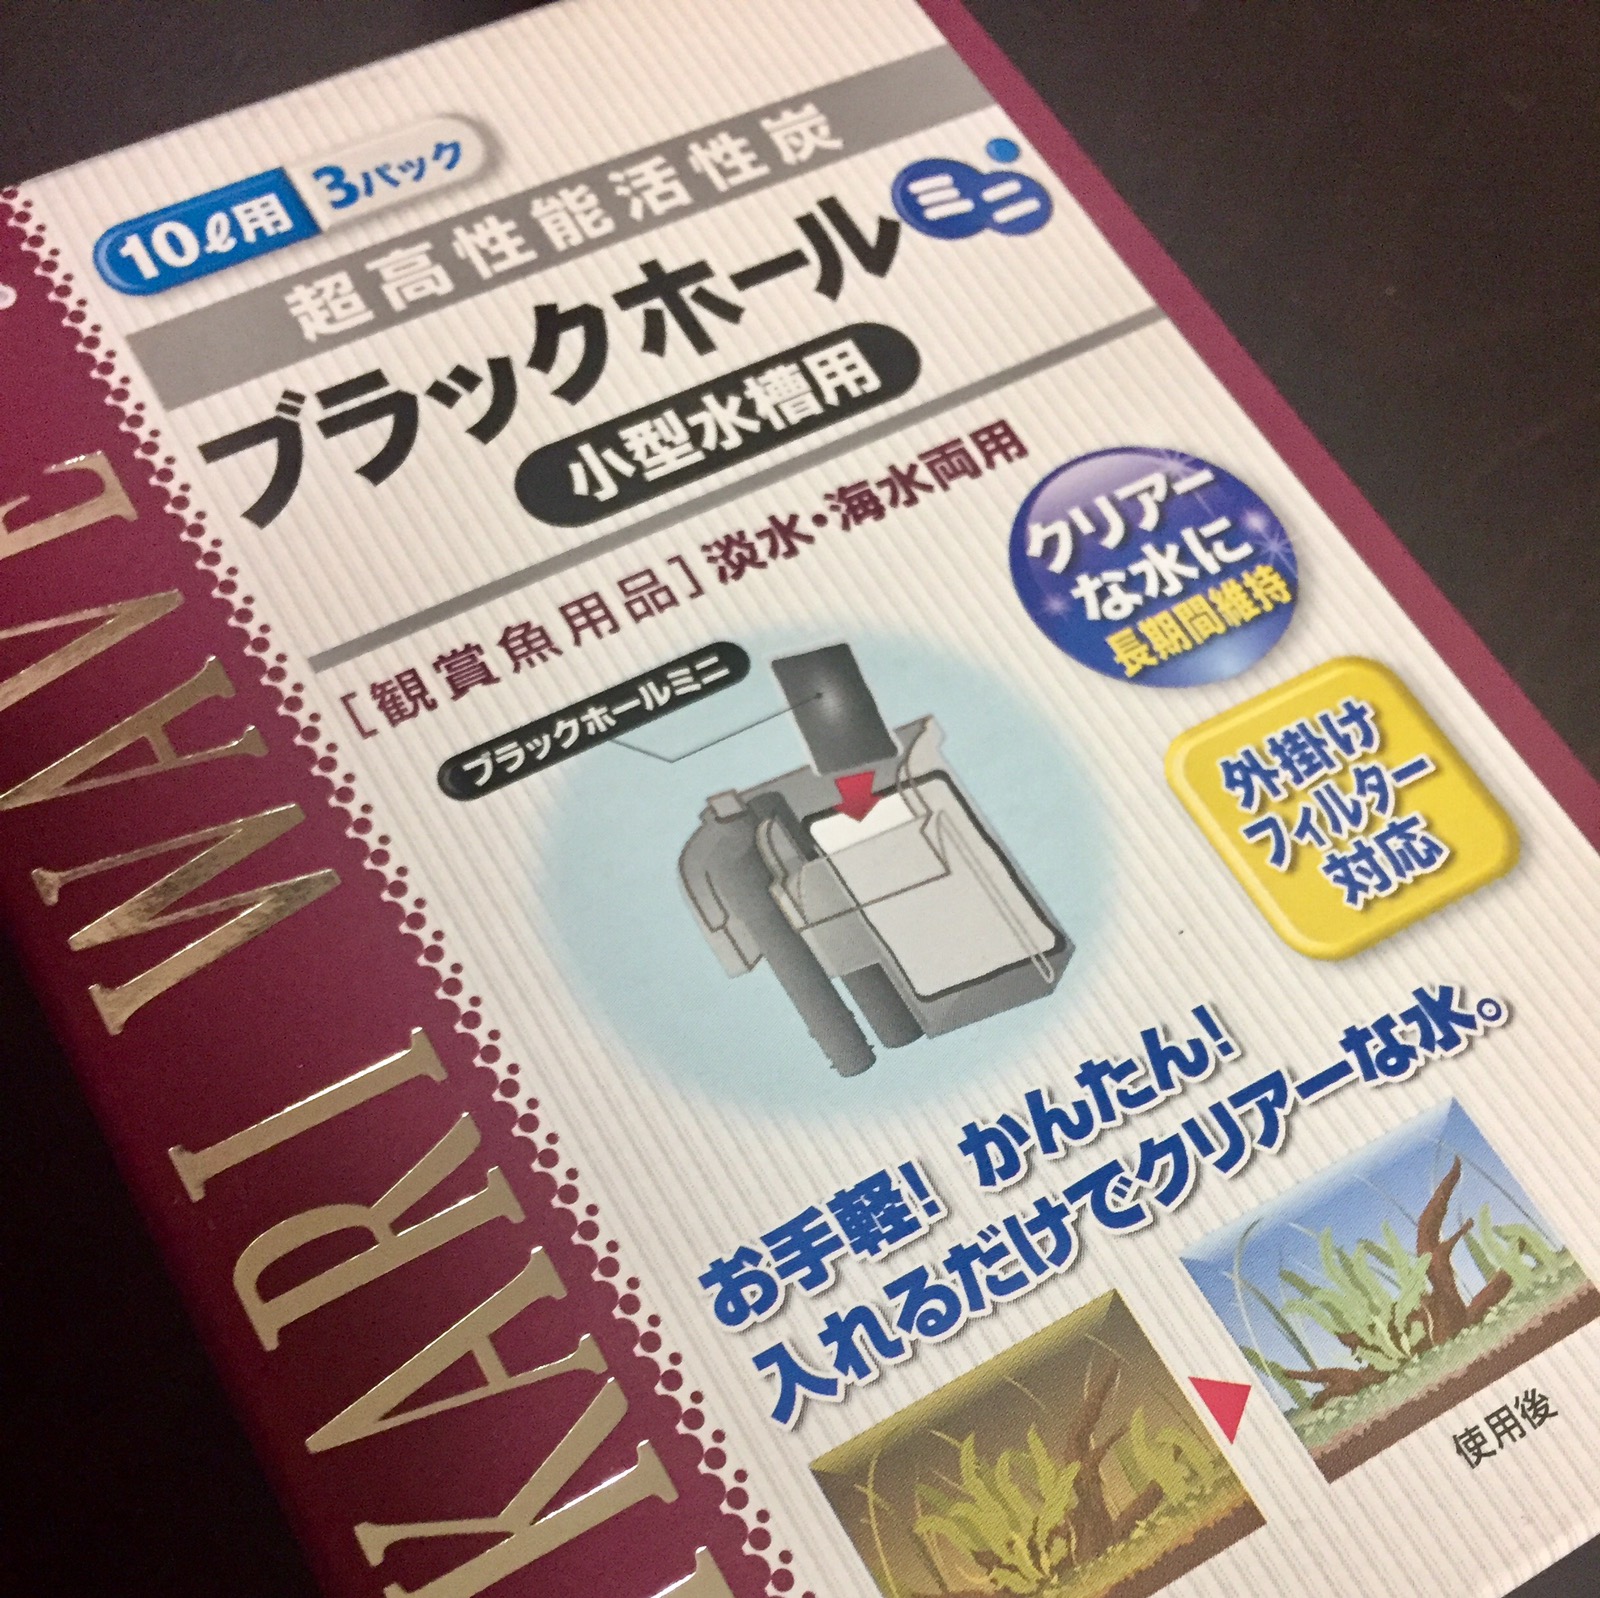 10ℓ用 3パック
超高性能活性炭
ブラックホール ミニ
小型水槽用
[観賞魚用品] 淡水・海水両用
クリアー
な水に
長期間維持
ブラックホールミニ
外掛け
フィルター
対応
お手軽! かんたん!
入れるだけでクリアーな水。
使用後
KARI WAVE